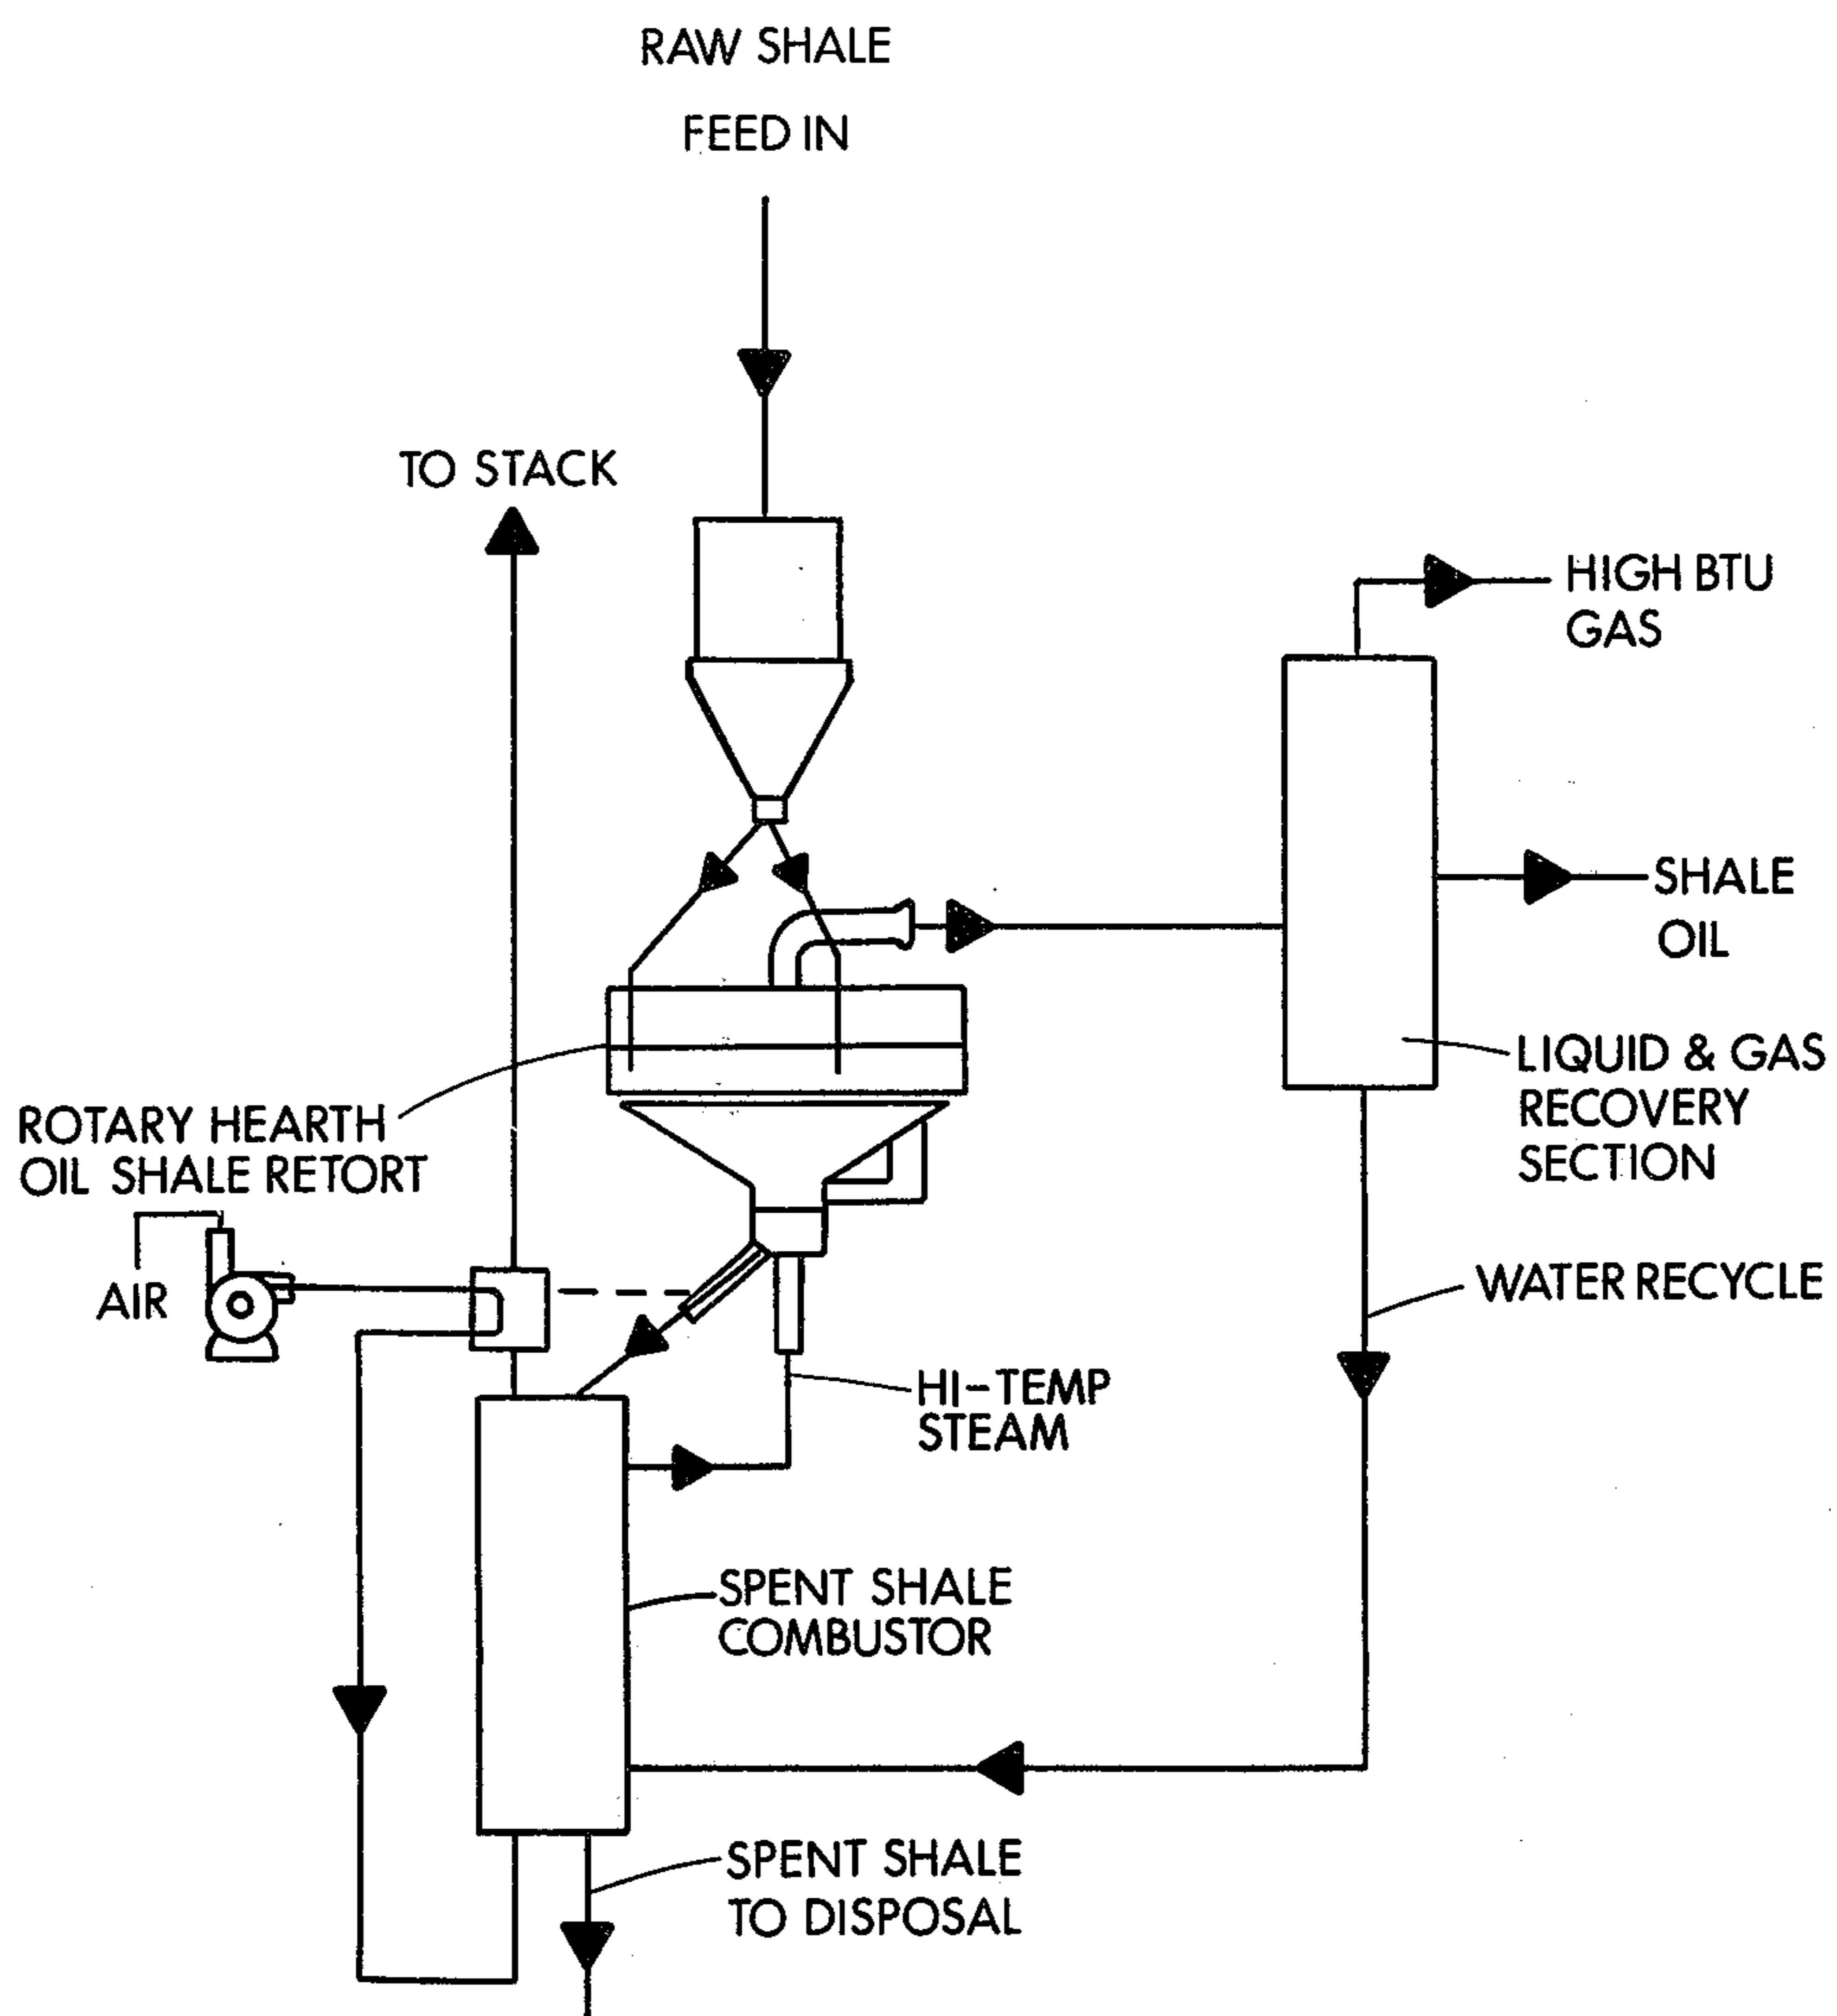 RAW SHALE
FEED IN
TO STACK
HIGH BTU
GAS
SHALE
OIL
LIQUID & GAS
RECOVERY
SECTION
ROTARY HEARTH
OIL SHALE RETORT
AIR
WATER RECYCLE
HI-TEMP
STEAM
SPENT SHALE
COMBUSTOR
SPENT SHALE
TO DISPOSAL